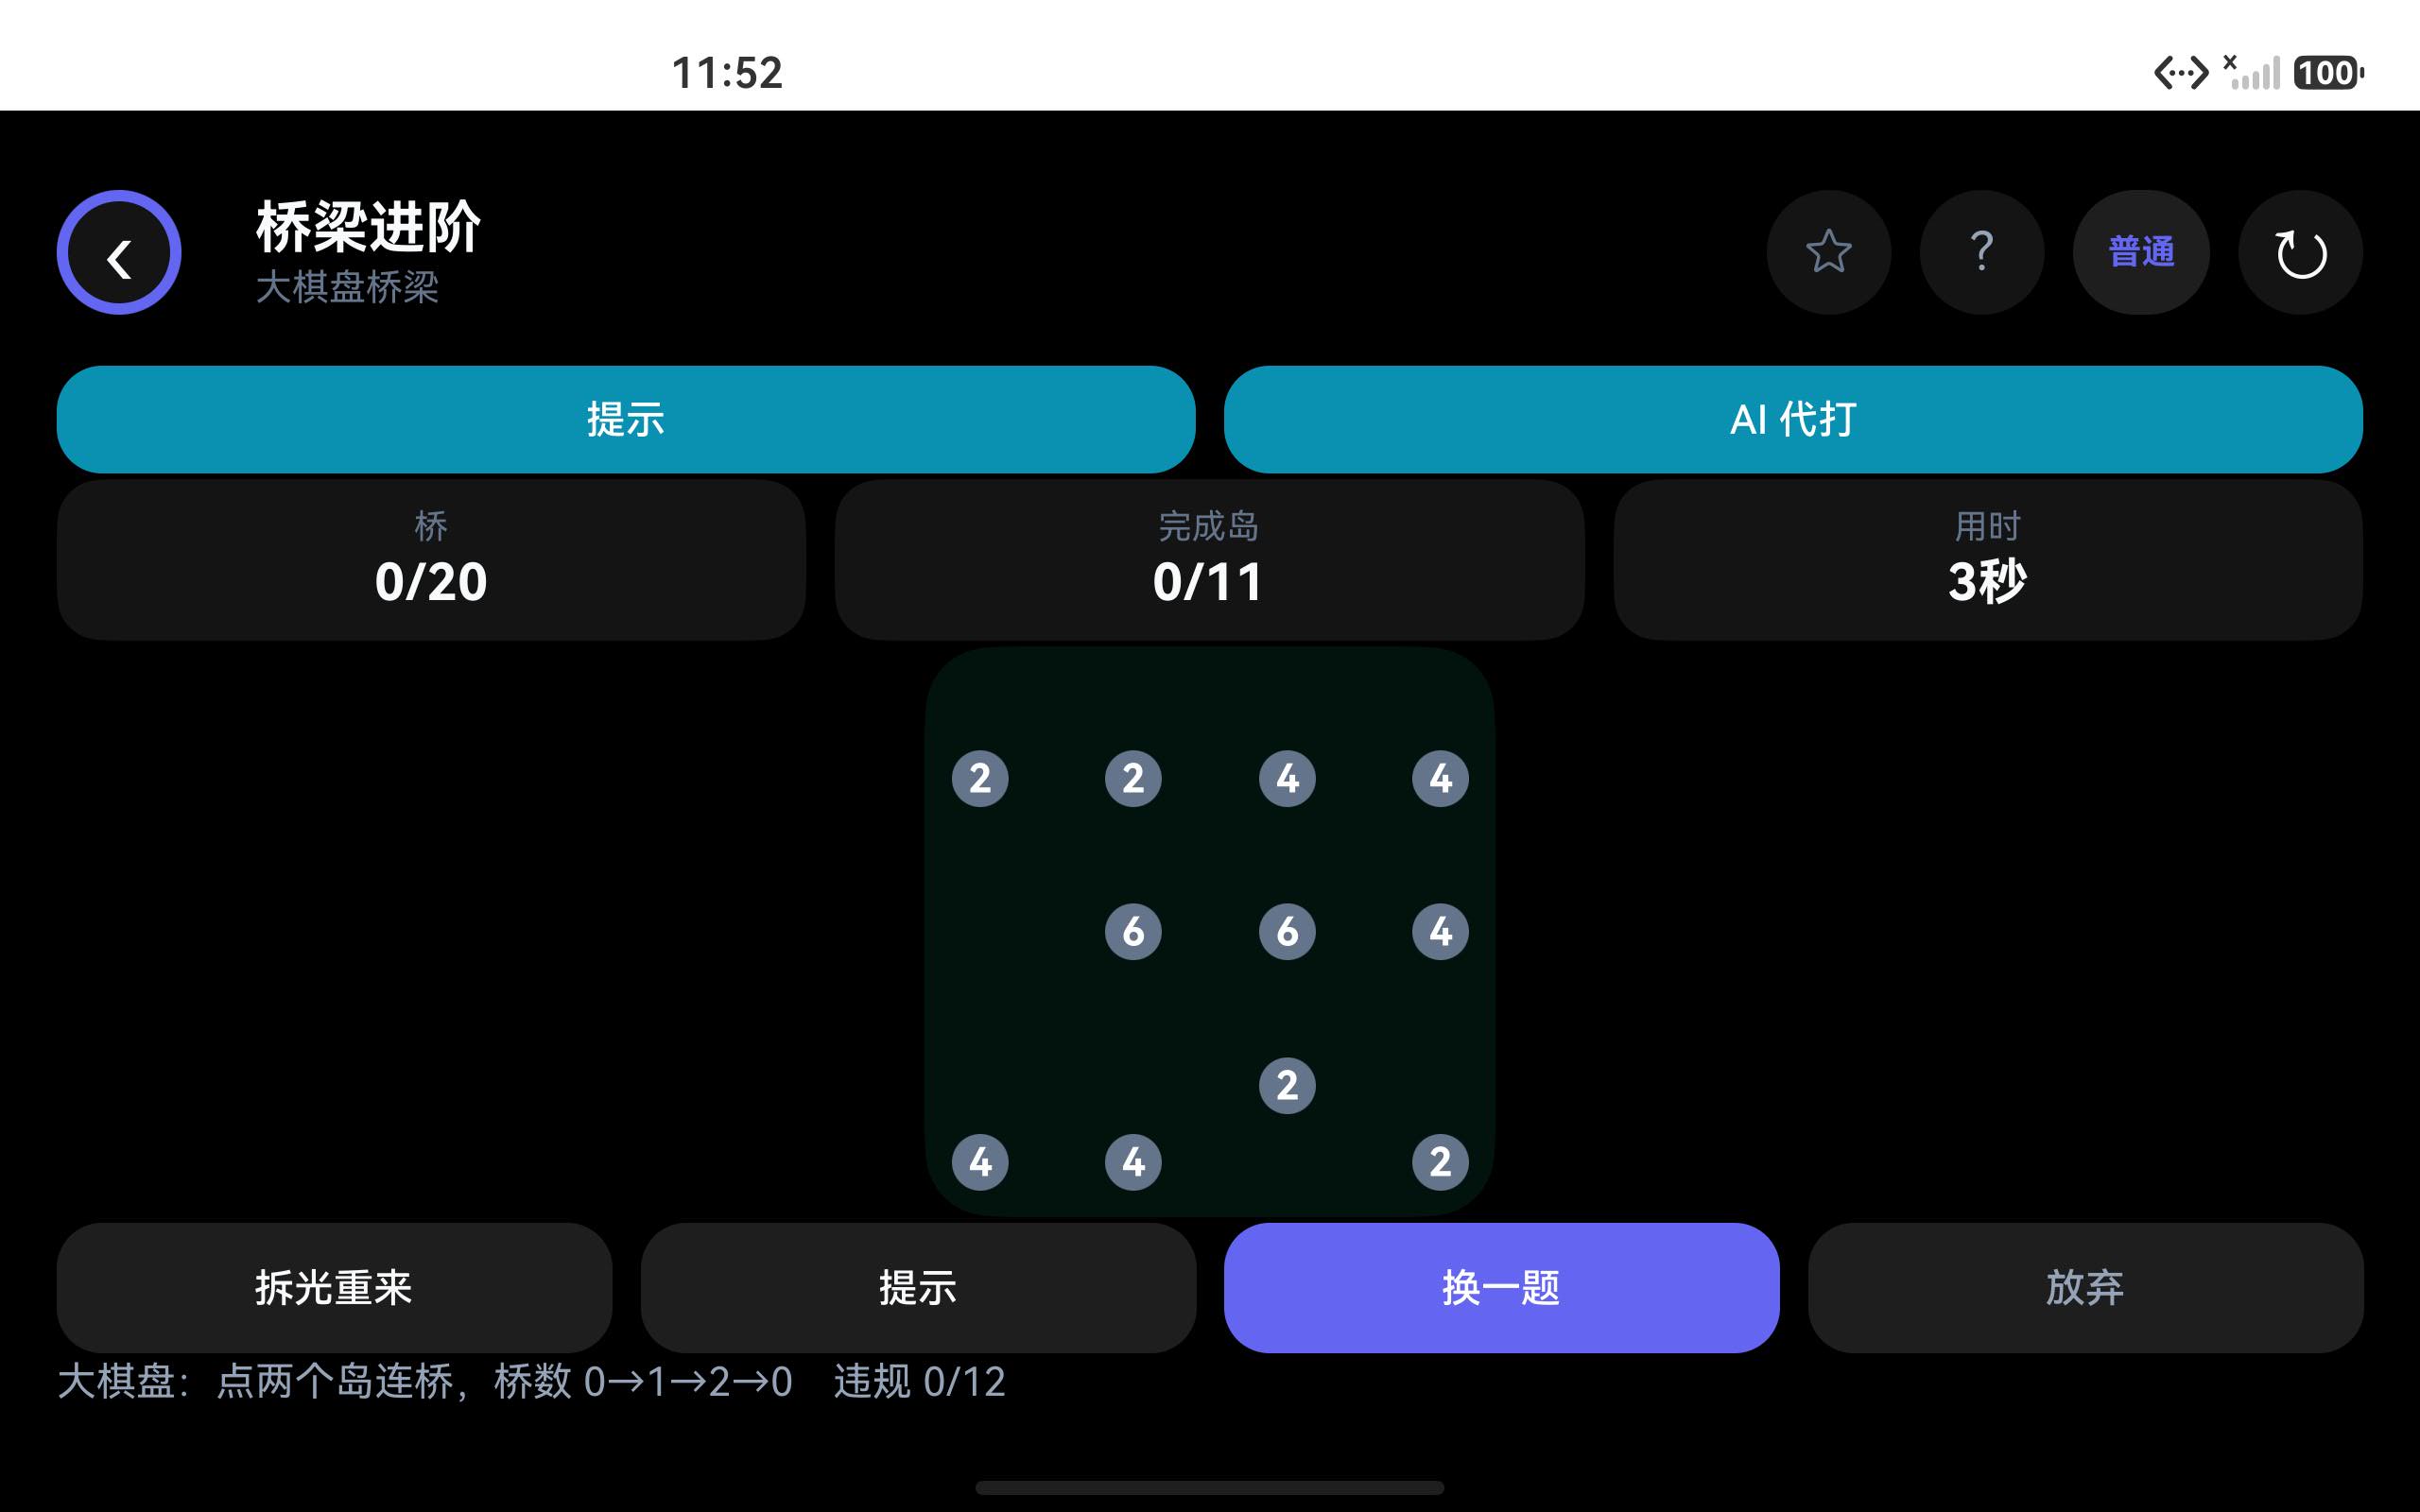 11:52
100
桥梁进阶
大棋盘桥梁
?
普通
提示
AI 代打
桥
0/20
完成岛
0/11
用时
3秒
2 2 4 4
6 6 4
2
4 4 2
拆光重来
提示
换一题
放弃
大棋盘：点两个岛连桥，桥数 0→1→2→0 违规 0/12